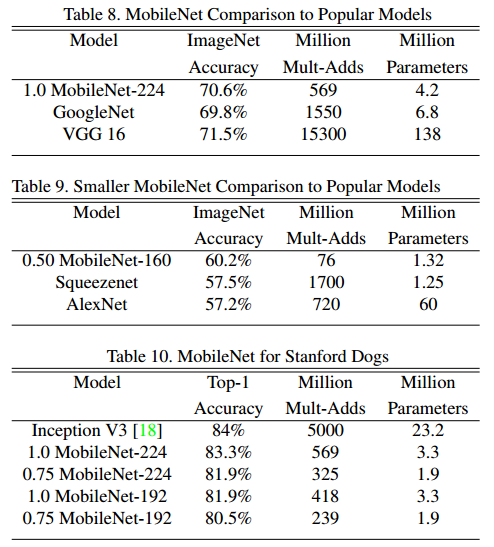 Table 8. MobileNet Comparison to Popular Models
Model ImageNet Million Million
Accuracy Mult-Adds Parameters
1.0 MobileNet-224 70.6% 569 4.2
GoogleNet 69.8% 1550 6.8
VGG 16 71.5% 15300 138
Table 9. Smaller MobileNet Comparison to Popular Models
Model ImageNet Million Million
Accuracy Mult-Adds Parameters
0.50 MobileNet-160 60.2% 76 1.32
Squeezenet 57.5% 1700 1.25
AlexNet 57.2% 720 60
Table 10. MobileNet for Stanford Dogs
Model Top-1 Million Million
Accuracy Mult-Adds Parameters
Inception V3 [18] 84% 5000 23.2
1.0 MobileNet-224 83.3% 569 3.3
0.75 MobileNet-224 81.9% 325 1.9
1.0 MobileNet-192 81.9% 418 3.3
0.75 MobileNet-192 80.5% 239 1.9